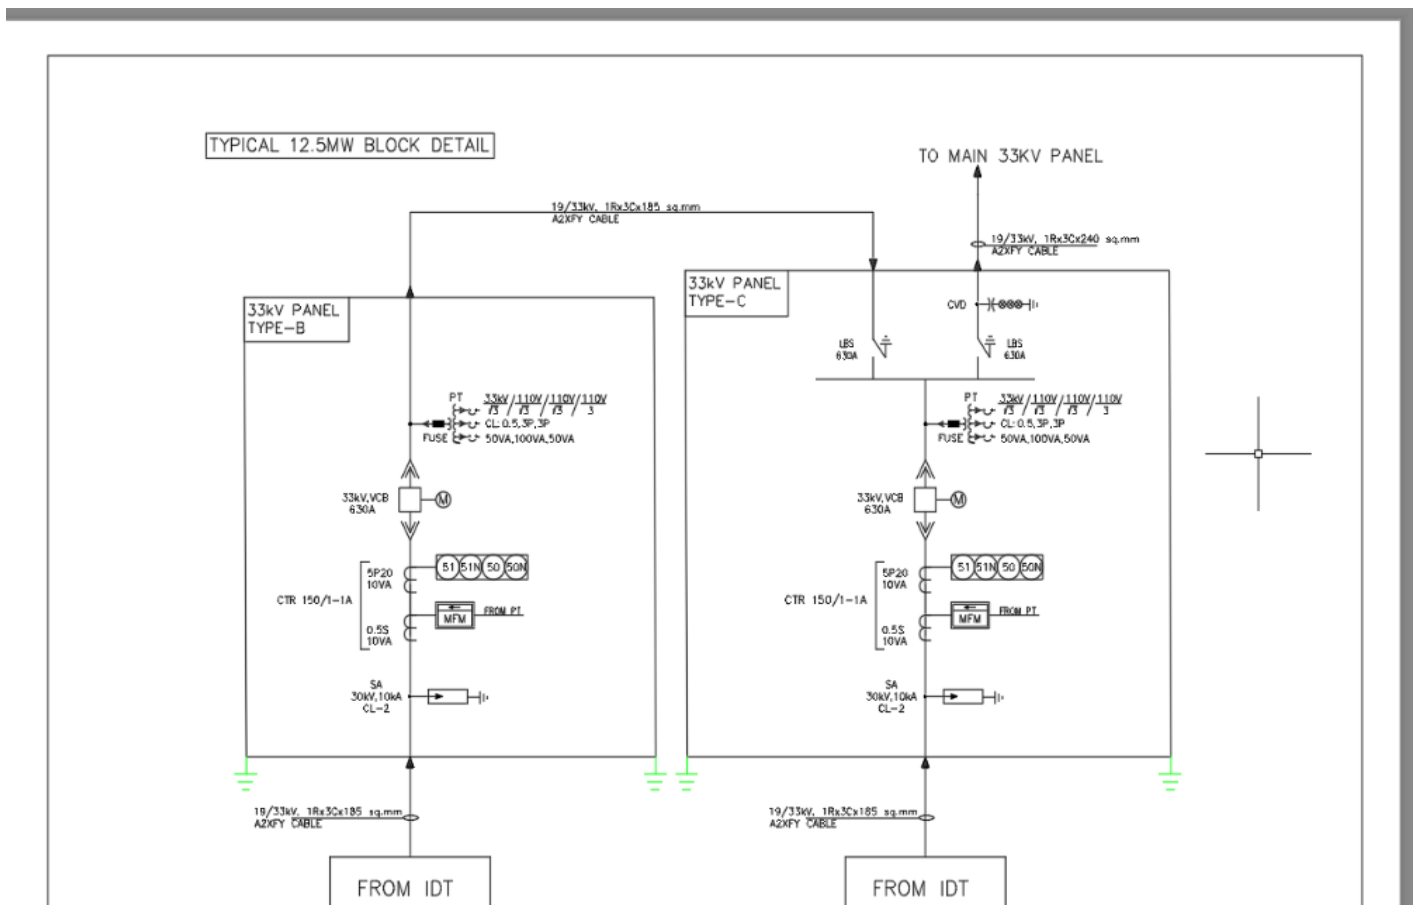 TYPICAL 12.5MW BLOCK DETAIL
TO MAIN 33KV PANEL
19/33kV, 1Rx3Cx185 sq.mm
A2XFY CABLE
19/33kV, 1Rx3Cx240 sq.mm
A2XFY CABLE
33kV PANEL
TYPE-B
PT
33kV/√3 / 110V/√3 / 110V/√3 / 110V/3
CL:0.5,3P,3P
FUSE
50VA,100VA,50VA
33kV,VCB
630A
M
51 51N 50 50N
5P20
10VA
CTR 150/1-1A
MFM
FROM PT
0.5S
10VA
SA
30kV,10kA
CL-2
19/33kV, 1Rx3Cx185 sq.mm
A2XFY CABLE
FROM IDT
33kV PANEL
TYPE-C
CVD
LBS
630A
LBS
630A
PT
33kV/√3 / 110V/√3 / 110V/√3 / 110V/3
CL:0.5,3P,3P
FUSE
50VA,100VA,50VA
33kV,VCB
630A
M
51 51N 50 50N
5P20
10VA
CTR 150/1-1A
MFM
FROM PT
0.5S
10VA
SA
30kV,10kA
CL-2
19/33kV, 1Rx3Cx185 sq.mm
A2XFY CABLE
FROM IDT